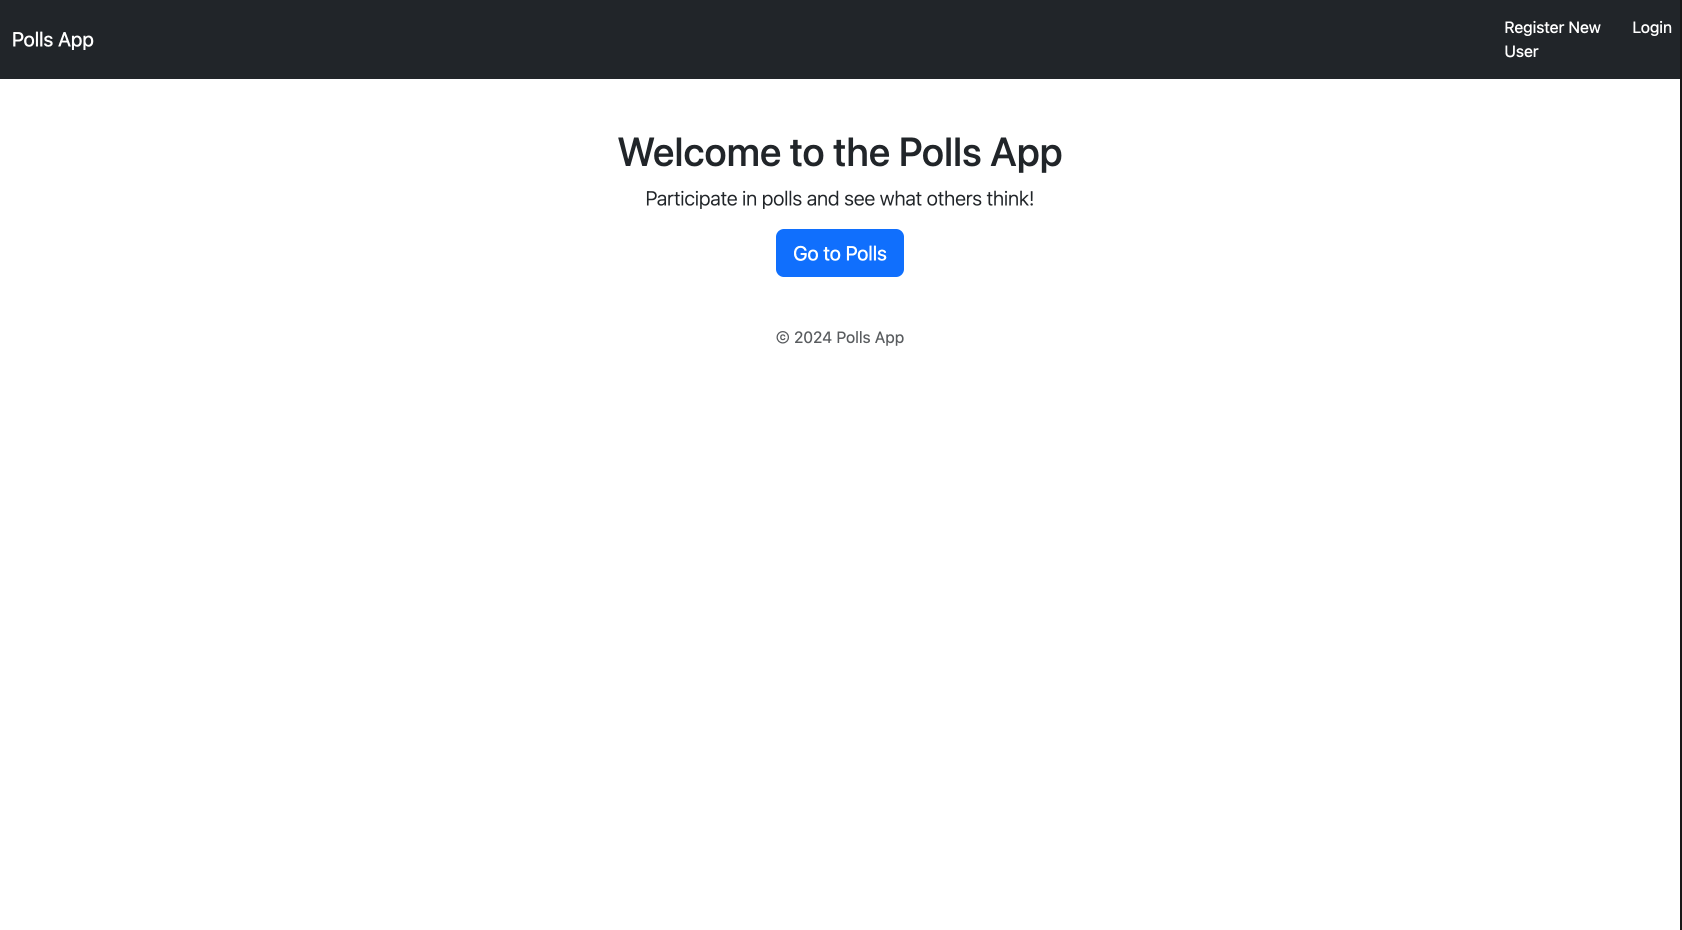 Polls App
Register New
User
Login
Welcome to the Polls App
Participate in polls and see what others think!
Go to Polls
© 2024 Polls App